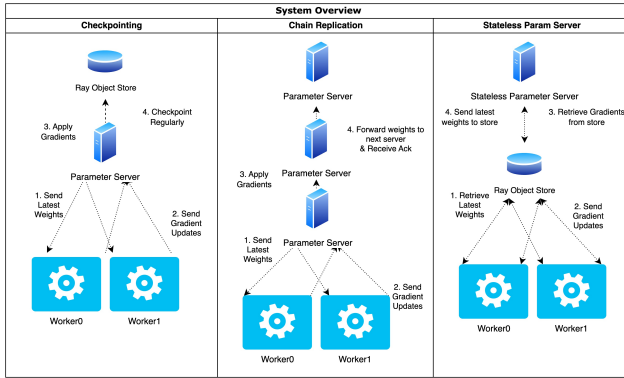 System Overview
Checkpointing
Ray Object Store
3. Apply
Gradients
4. Checkpoint
Regularly
Parameter Server
1. Send
Latest
Weights
2. Send
Gradient
Updates
Worker0
Worker1
Chain Replication
Parameter Server
4. Forward weights to
next server
& Receive Ack
3. Apply
Gradients
Parameter Server
Parameter Server
1. Send
Latest
Weights
2. Send
Gradient
Updates
Worker0
Worker1
Stateless Param Server
Stateless Parameter Server
4. Send latest
weights to store
3. Retrieve Gradients
from store
Ray Object Store
1. Retrieve
Latest
Weights
2. Send
Gradient
Updates
Worker0
Worker1